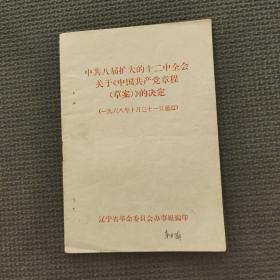 中共八届扩大的十二中全会
关于《中国共产党章程
（草案）》的决定
（一九六八年十月三十一日通过）
辽宁省革命委员会办事组编印